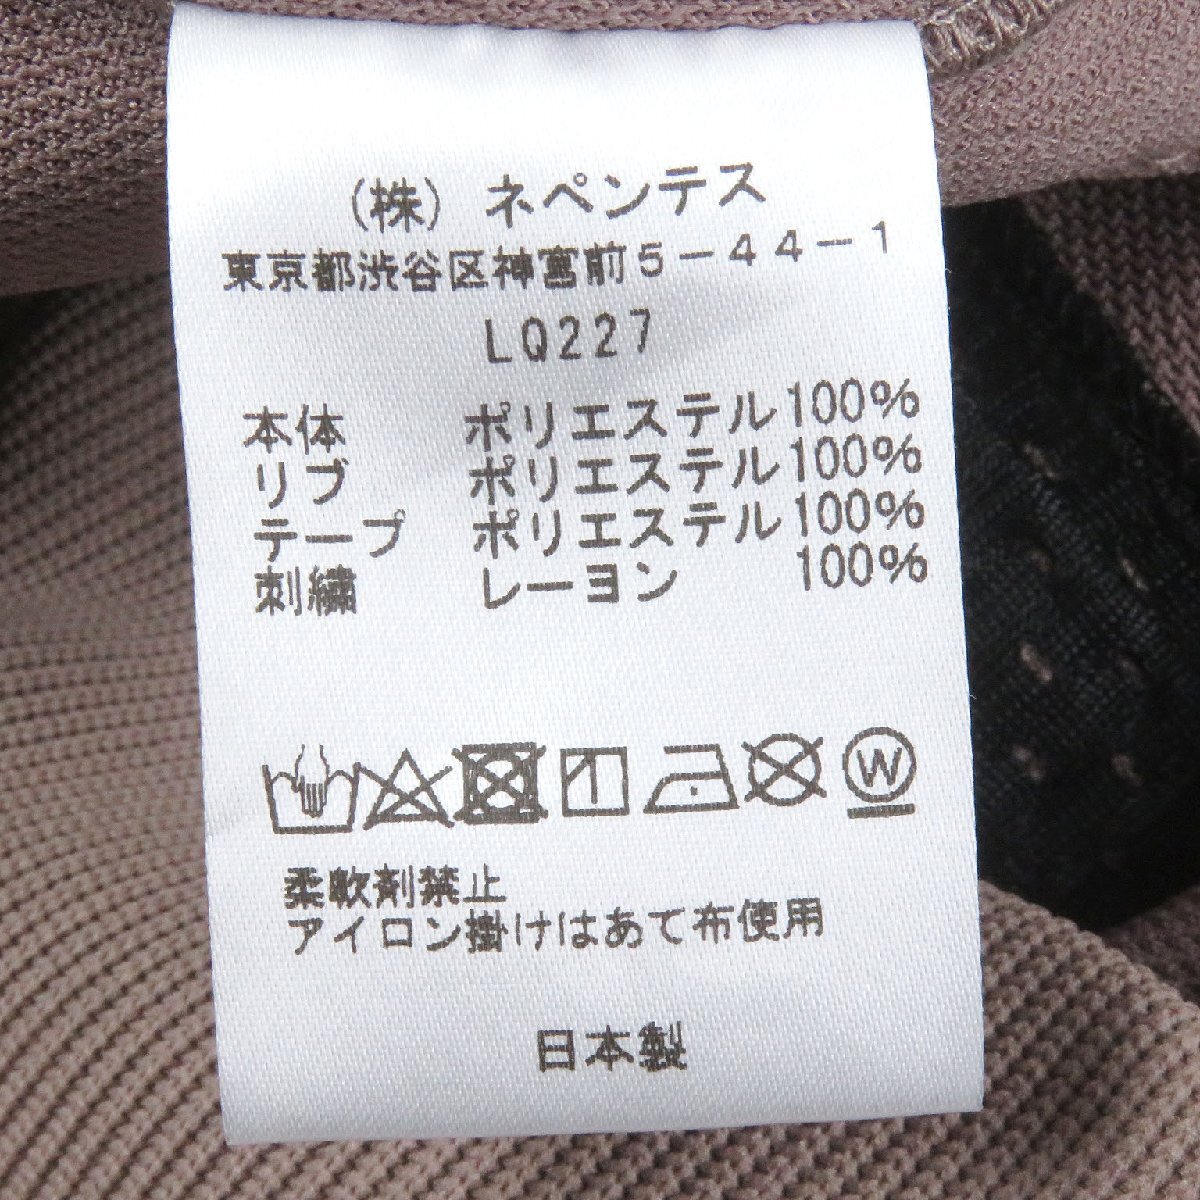 (株) ネペンテス
東京都渋谷区神宮前5-44-1
LQ227
本体 ポリエステル100%
リブ ポリエステル100%
テープ ポリエステル100%
刺繍 レーヨン 100%
W
柔軟剤禁止
アイロン掛けはあて布使用
日本製